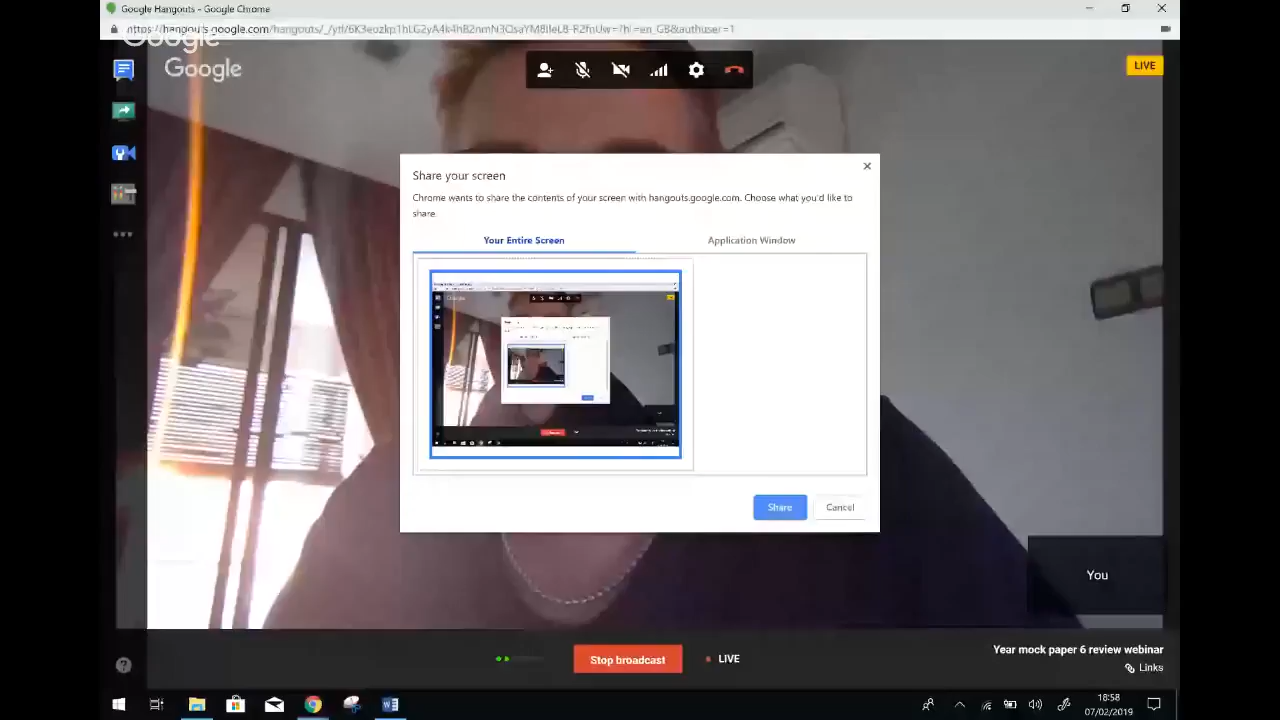 Google Hangouts - Google Chrome
Google
Google
LIVE
Share your screen
Chrome wants to share the contents of your screen with hangouts.google.com. Choose what you'd like to
share.
Your Entire Screen
Application Window
Share
Cancel
You
Stop broadcast
LIVE
Year mock paper 6 review webinar
Links
18:58
07/02/2019